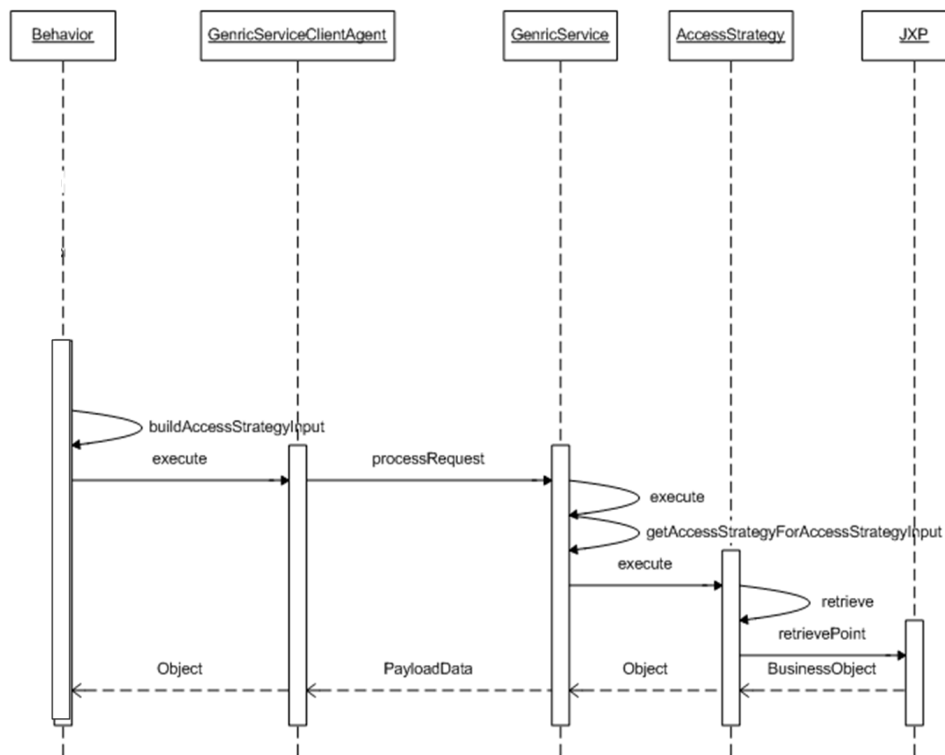 Behavior
GenricServiceClientAgent
GenricService
AccessStrategy
JXP
buildAccessStrategyInput
execute
processRequest
execute
getAccessStrategyForAccessStrategyInput
execute
retrieve
retrievePoint
Object
PayloadData
Object
BusinessObject